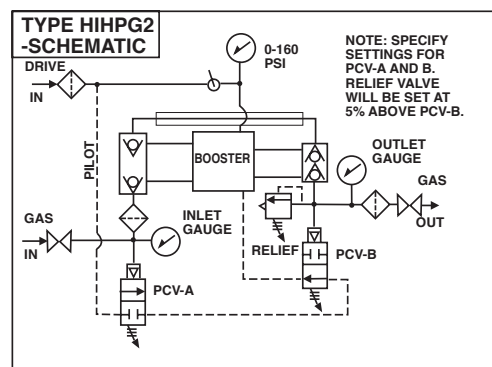 TYPE HIHPG2
-SCHEMATIC
DRIVE
IN
0-160
PSI
NOTE: SPECIFY
SETTINGS FOR
PCV-A AND B.
RELIEF VALVE
WILL BE SET AT
5% ABOVE PCV-B.
PILOT
BOOSTER
OUTLET
GAUGE
GAS
OUT
INLET
GAUGE
GAS
IN
RELIEF
PCV-B
PCV-A